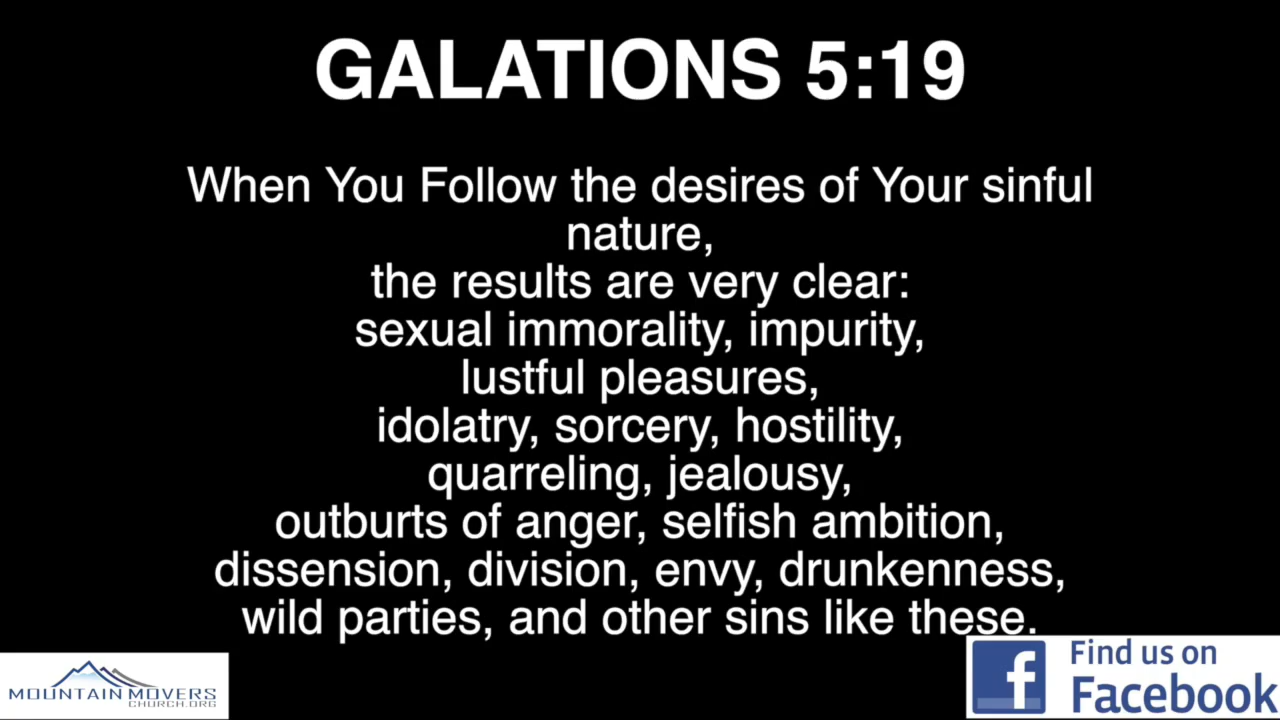 GALATIONS 5:19
When You Follow the desires of Your sinful
nature,
the results are very clear:
sexual immorality, impurity,
lustful pleasures,
idolatry, sorcery, hostility,
quarreling, jealousy,
outburts of anger, selfish ambition,
dissension, division, envy, drunkenness,
wild parties, and other sins like these.
MOUNTAIN MOVERS
CHURCH.ORG
f
Find us on
Facebook